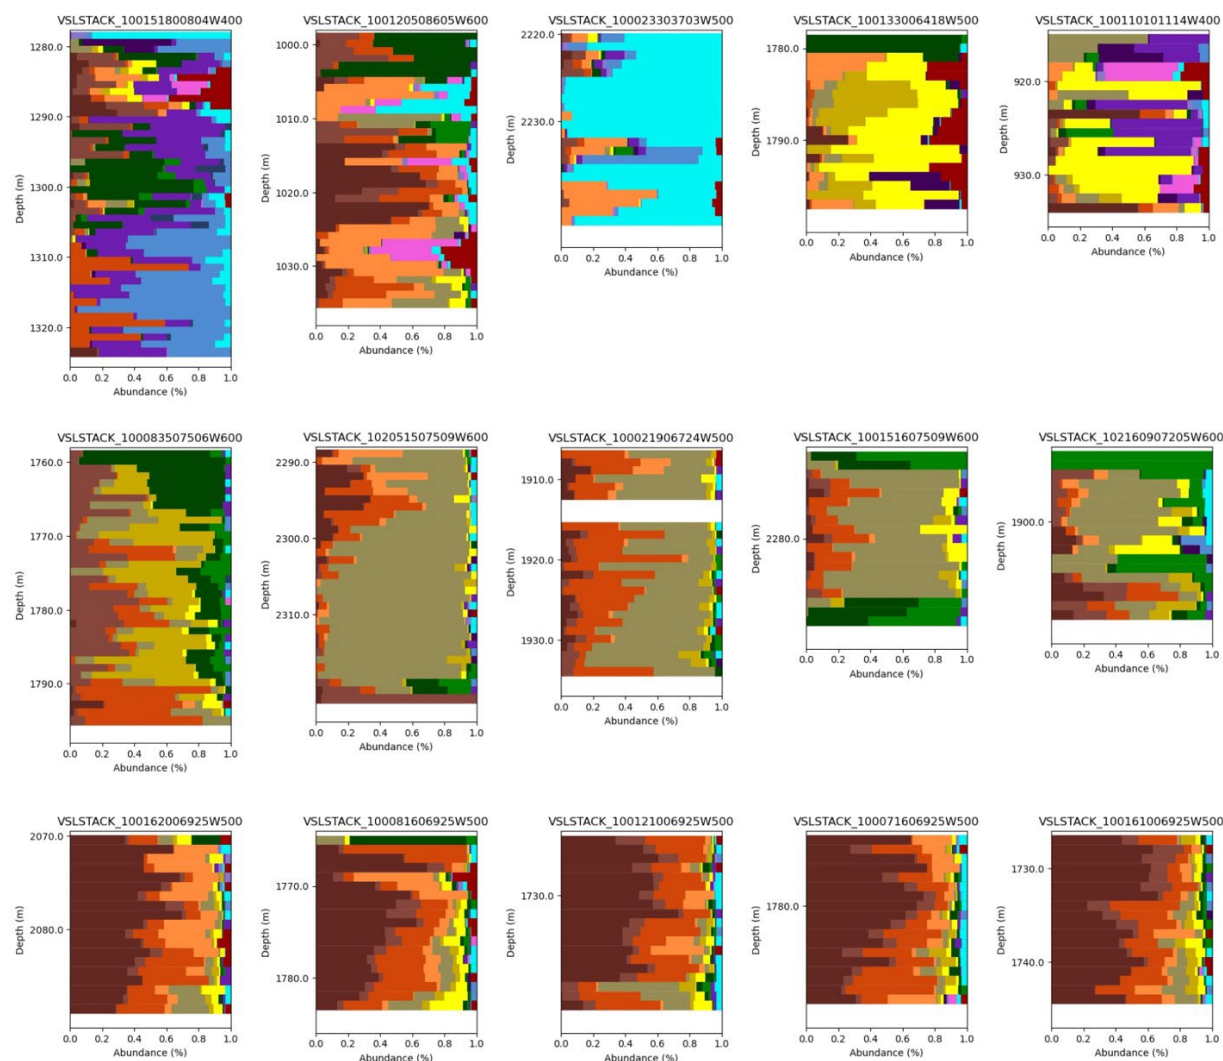 VSLSTACK_100151800804W400
1280.0
1290.0
1300.0
1310.0
1320.0
Depth (m)
0.0 0.2 0.4 0.6 0.8 1.0
Abundance (%)
VSLSTACK_100120508605W600
1000.0
1010.0
1020.0
1030.0
Depth (m)
0.0 0.2 0.4 0.6 0.8 1.0
Abundance (%)
VSLSTACK_100023303703W500
2220.0
2230.0
Depth (m)
0.0 0.2 0.4 0.6 0.8 1.0
Abundance (%)
VSLSTACK_100133006418W500
1780.0
1790.0
Depth (m)
0.0 0.2 0.4 0.6 0.8 1.0
Abundance (%)
VSLSTACK_100110101114W400
920.0
930.0
Depth (m)
0.0 0.2 0.4 0.6 0.8 1.0
Abundance (%)
VSLSTACK_100083507506W600
1760.0
1770.0
1780.0
1790.0
Depth (m)
0.0 0.2 0.4 0.6 0.8 1.0
Abundance (%)
VSLSTACK_102051507509W600
2290.0
2300.0
2310.0
Depth (m)
0.0 0.2 0.4 0.6 0.8 1.0
Abundance (%)
VSLSTACK_100021906724W500
1910.0
1920.0
1930.0
Depth (m)
0.0 0.2 0.4 0.6 0.8 1.0
Abundance (%)
VSLSTACK_100151607509W600
2280.0
Depth (m)
0.0 0.2 0.4 0.6 0.8 1.0
Abundance (%)
VSLSTACK_102160907205W600
1900.0
Depth (m)
0.0 0.2 0.4 0.6 0.8 1.0
Abundance (%)
VSLSTACK_100162006925W500
2070.0
2080.0
Depth (m)
0.0 0.2 0.4 0.6 0.8 1.0
Abundance (%)
VSLSTACK_100081606925W500
1770.0
1780.0
Depth (m)
0.0 0.2 0.4 0.6 0.8 1.0
Abundance (%)
VSLSTACK_100121006925W500
1730.0
Depth (m)
0.0 0.2 0.4 0.6 0.8 1.0
Abundance (%)
VSLSTACK_100071606925W500
1780.0
Depth (m)
0.0 0.2 0.4 0.6 0.8 1.0
Abundance (%)
VSLSTACK_100161006925W500
1730.0
1740.0
Depth (m)
0.0 0.2 0.4 0.6 0.8 1.0
Abundance (%)